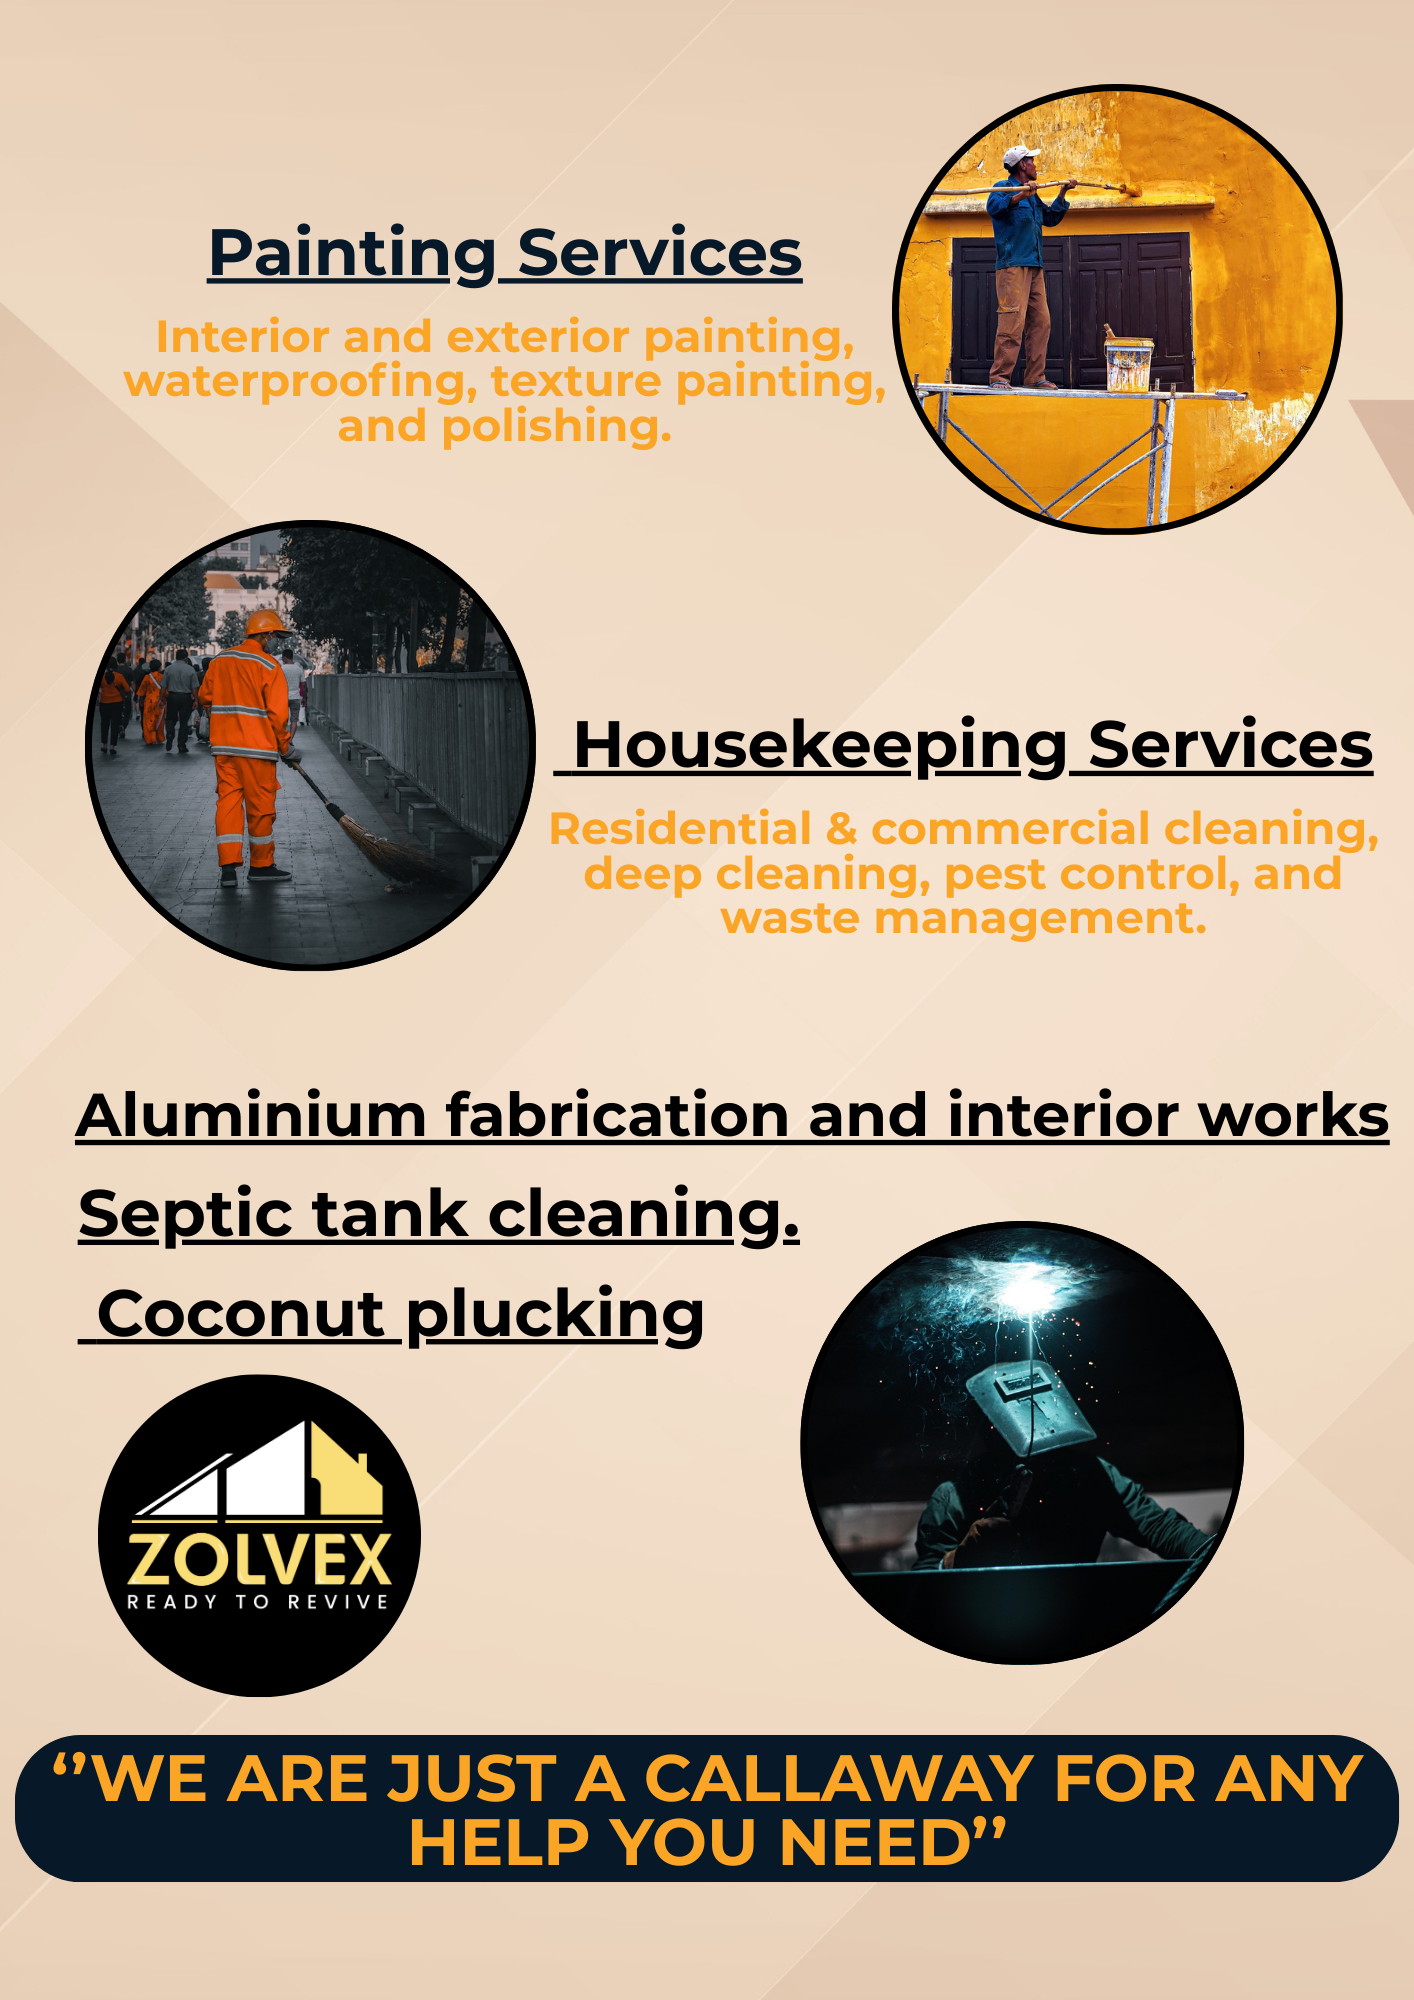 Painting Services
Interior and exterior painting,
waterproofing, texture painting,
and polishing.
Housekeeping Services
Residential & commercial cleaning,
deep cleaning, pest control, and
waste management.
Aluminium fabrication and interior works
Septic tank cleaning.
Coconut plucking
ZOLVEX
READY TO REVIVE
‘’WE ARE JUST A CALLAWAY FOR ANY
HELP YOU NEED’’